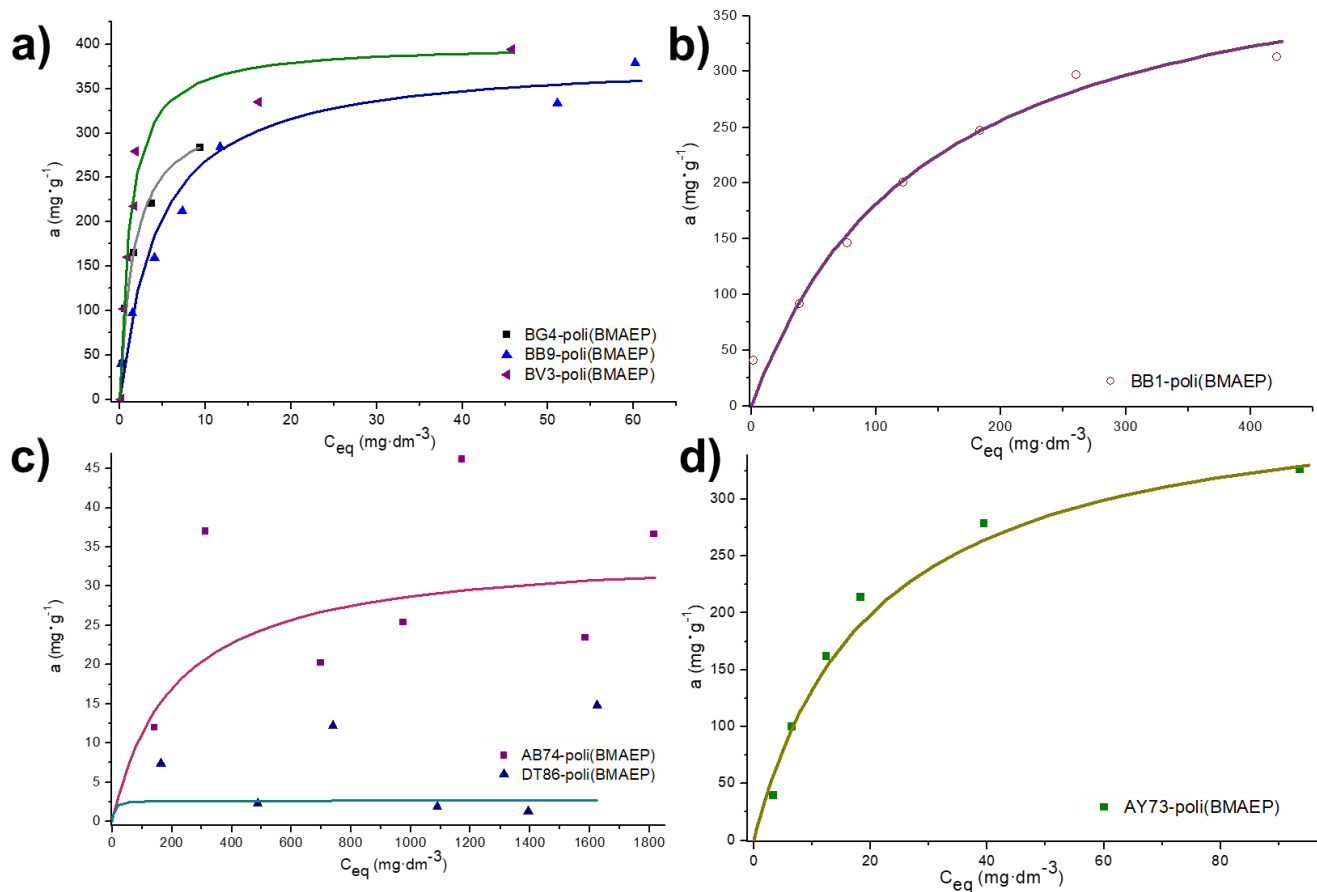 a)
a (mg·g⁻¹)
400
350
300
250
200
150
100
50
0
0 10 20 30 40 50 60
C_eq (mg·dm⁻³)
BG4-poli(BMAEP)
BB9-poli(BMAEP)
BV3-poli(BMAEP)
b)
a (mg·g⁻¹)
350
300
250
200
150
100
50
0
0 100 200 300 400
C_eq (mg·dm⁻³)
BB1-poli(BMAEP)
c)
a (mg·g⁻¹)
45
40
35
30
25
20
15
10
5
0
0 200 400 600 800 1000 1200 1400 1600 1800
C_eq (mg·dm⁻³)
AB74-poli(BMAEP)
DT86-poli(BMAEP)
d)
a (mg·g⁻¹)
300
250
200
150
100
50
0
0 20 40 60 80
C_eq (mg·dm⁻³)
AY73-poli(BMAEP)